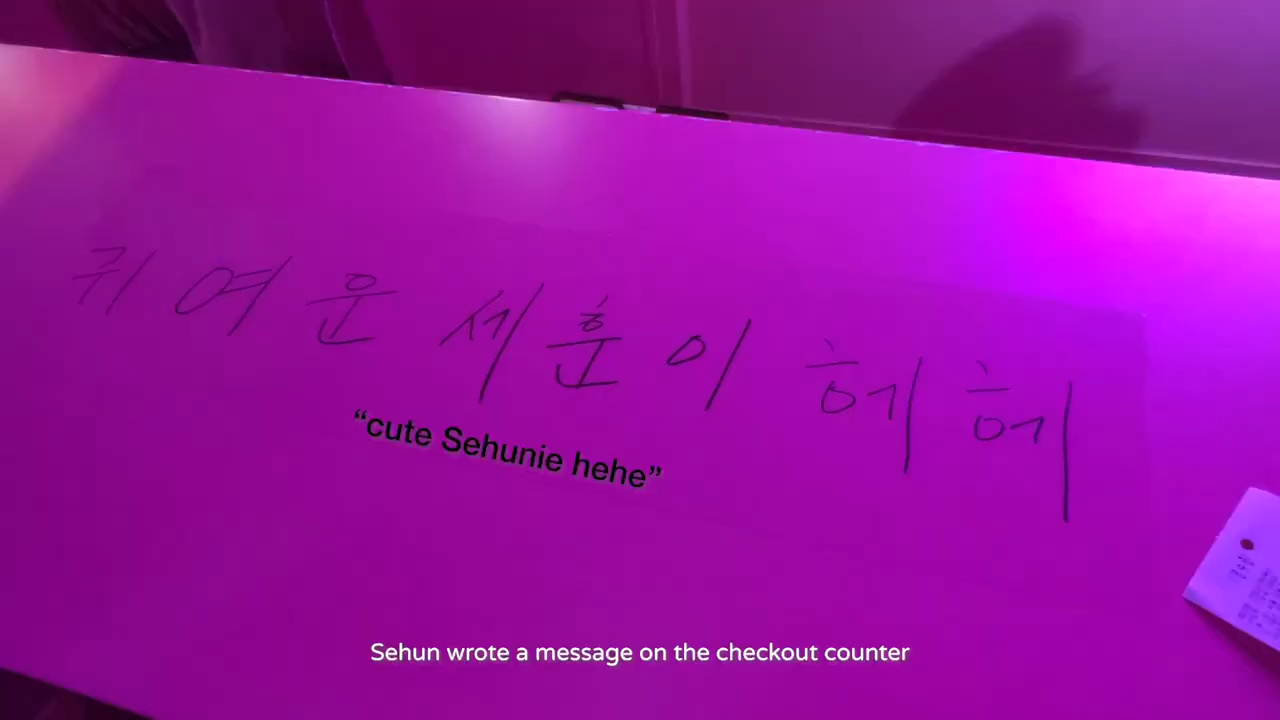 귀여운 세훈이 헤헤
“cute Sehunie hehe”
Sehun wrote a message on the checkout counter